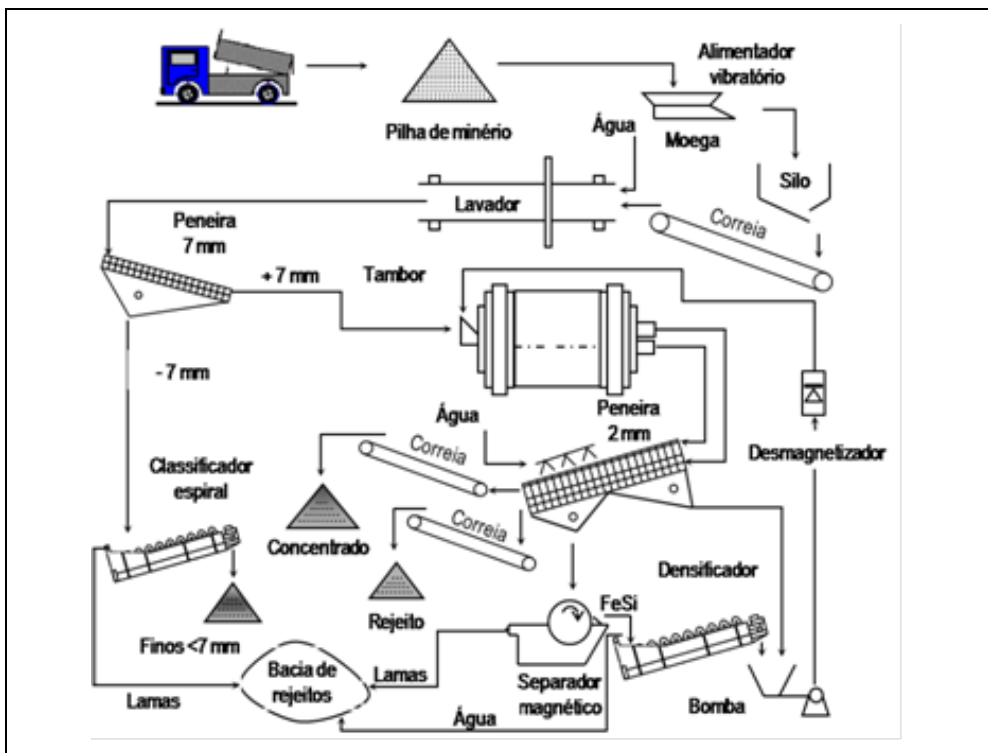 Alimentador
vibratório
Pilha de minério
Água
Moega
Silo
Lavador
Correia
Peneira
7 mm
+ 7 mm
Tambor
- 7 mm
Peneira
2 mm
Água
Correia
Desmagnetizador
Classificador
espiral
Correia
Concentrado
Densificador
Rejeito
FeSi
Finos <7 mm
Bacia de
rejeitos
Lamas
Lamas
Separador
magnético
Água
Bomba